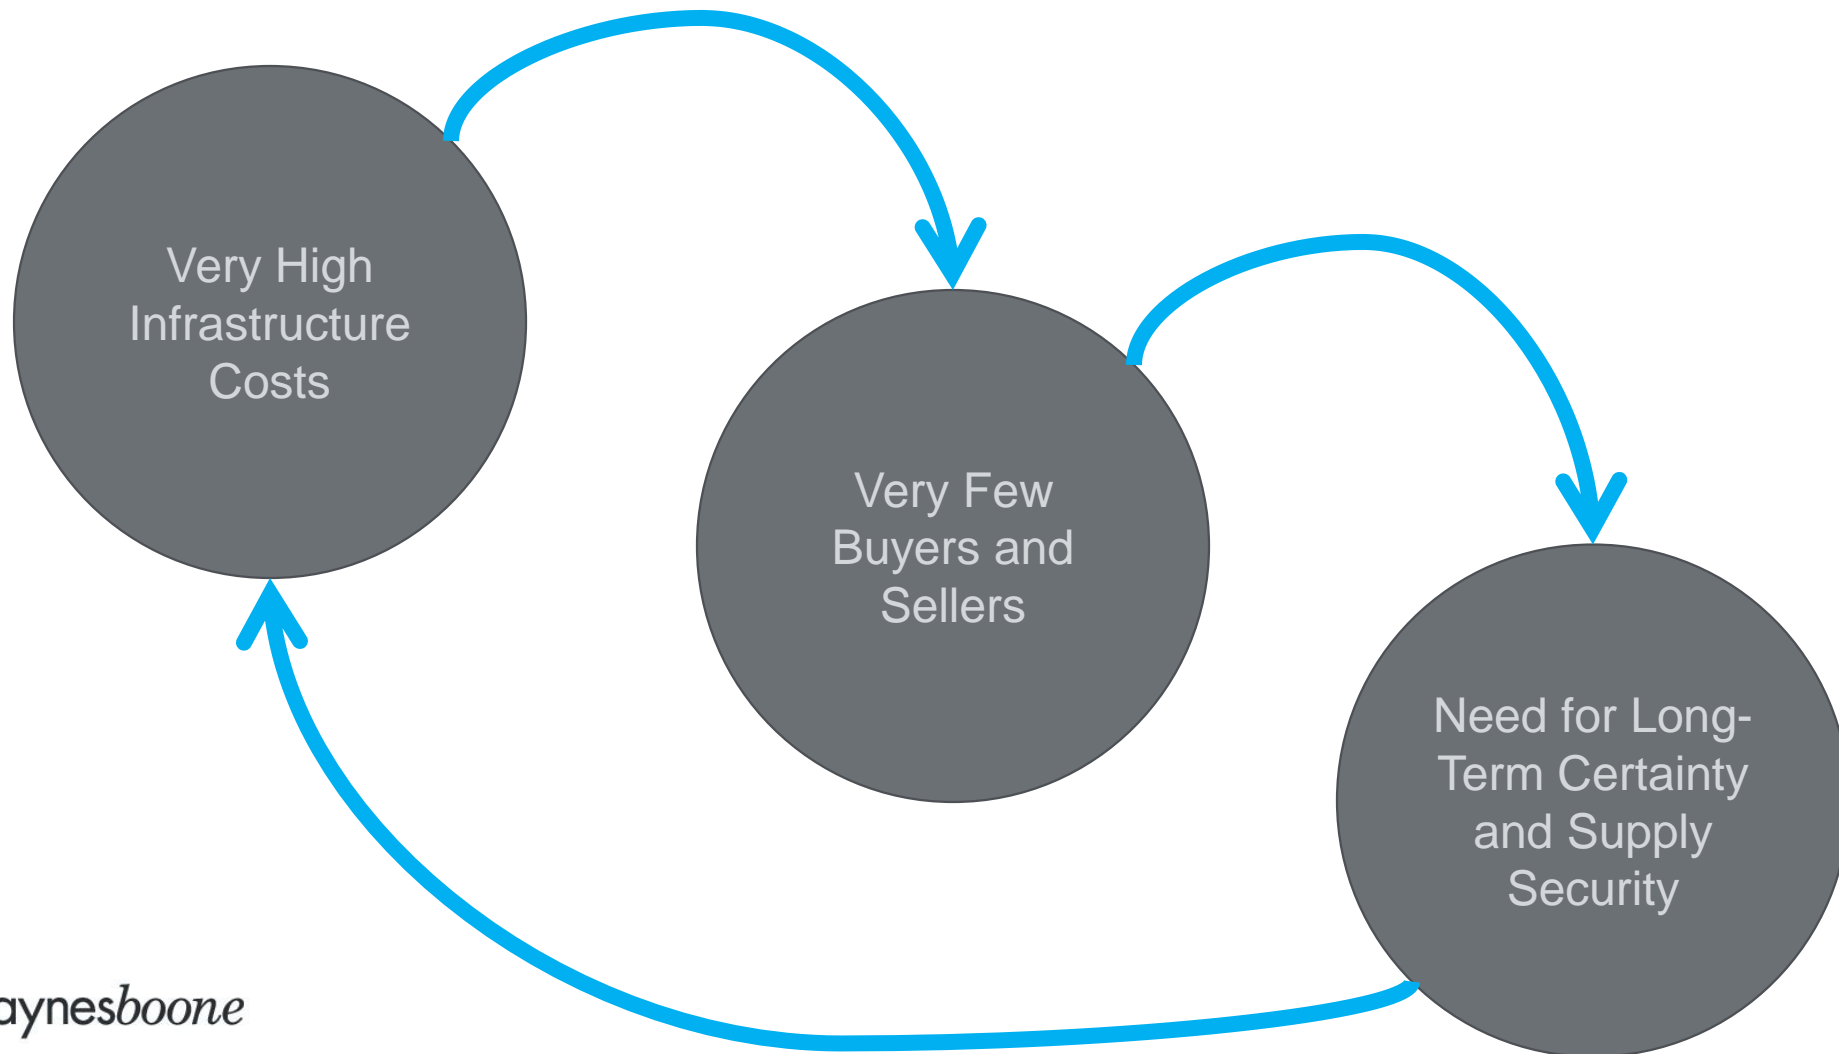 Very High
Infrastructure
Costs
Very Few
Buyers and
Sellers
Need for Long-
Term Certainty
and Supply
Security
aynesboone